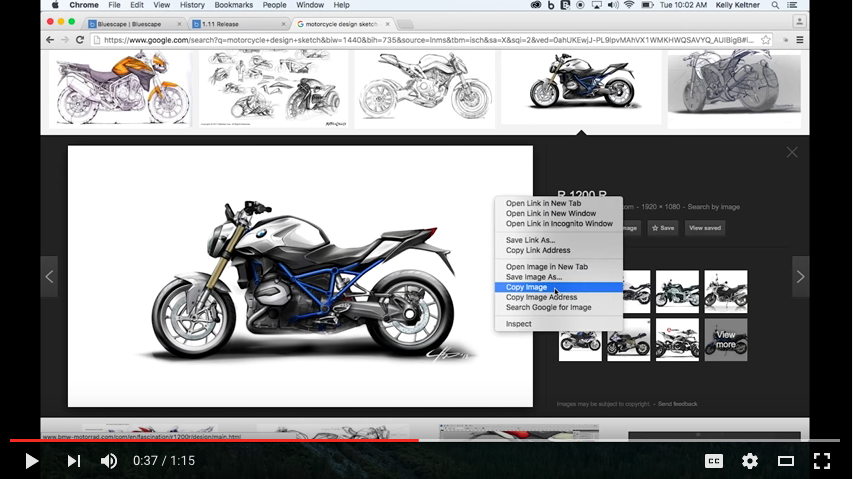 Chrome File Edit View History Bookmarks People Window Help Tue 10:02 AM Kelly Keltner
Bluescape | Bluescape 1.11 Release motorcycle design sketch
https://www.google.com/search?q=motorcycle+design+sketch&biw=1440&bih=735&source=lnms&tbm=isch&sa=X&sqi=2&ved=
R 1200 R
1920 × 1080 - Search by image
Save View saved
Open Link in New Tab
Open Link in New Window
Open Link in Incognito Window
Save Link As...
Copy Link Address
Open Image in New Tab
Save Image As...
Copy Image
Copy Image Address
Search Google for Image
Inspect
View
more
Images may be subject to copyright. - Send feedback
www.bmw-motorrad.com/com/en/fascination/r1200r/design/main.html
0:37 / 1:15
CC